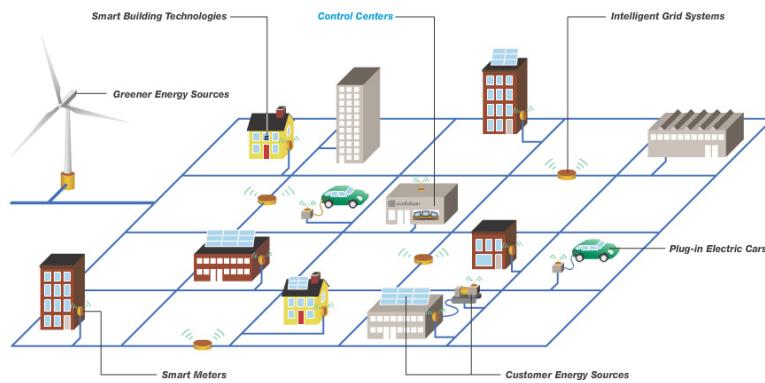 Smart Building Technologies
Control Centers
Intelligent Grid Systems
Greener Energy Sources
conEdison
Plug-in Electric Cars
Smart Meters
Customer Energy Sources